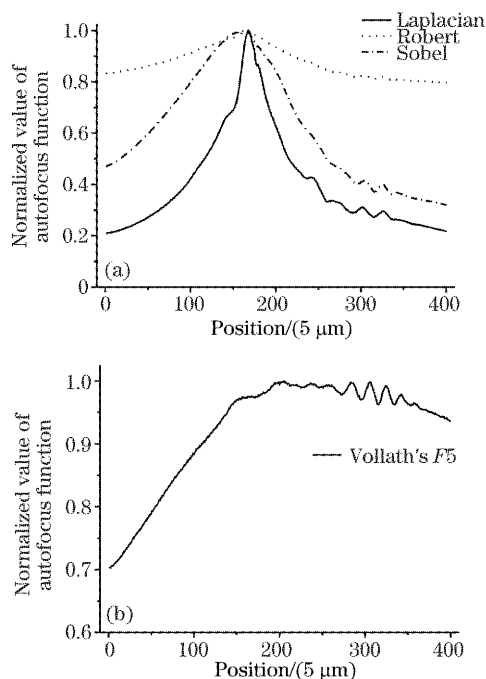 Laplacian
Robert
Sobel
Normalized value of
autofocus function
1.0
0.8
0.6
0.4
0.2
0
(a)
0
100
200
300
400
Position/(5 μm)
Normalized value of
autofocus function
1.0
0.9
0.8
0.7
0.6
Vollath's F5
(b)
0
100
200
300
400
Position/(5 μm)